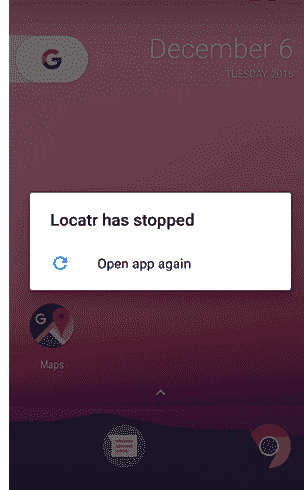 G
December 6
TUESDAY, 2016
Locatr has stopped
Open app again
G
Maps